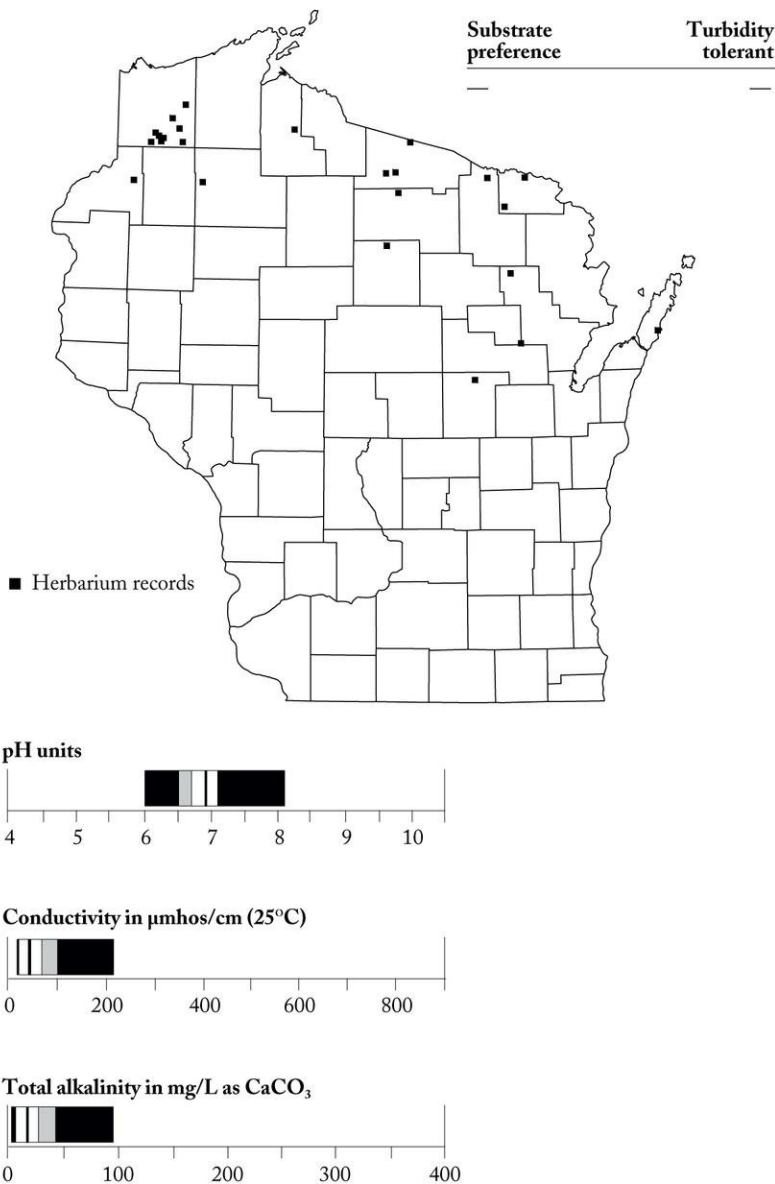 Substrate preference Turbidity tolerant
— —
■ Herbarium records
pH units
4 5 6 7 8 9 10
Conductivity in µmhos/cm (25°C)
0 200 400 600 800
Total alkalinity in mg/L as CaCO₃
0 100 200 300 400